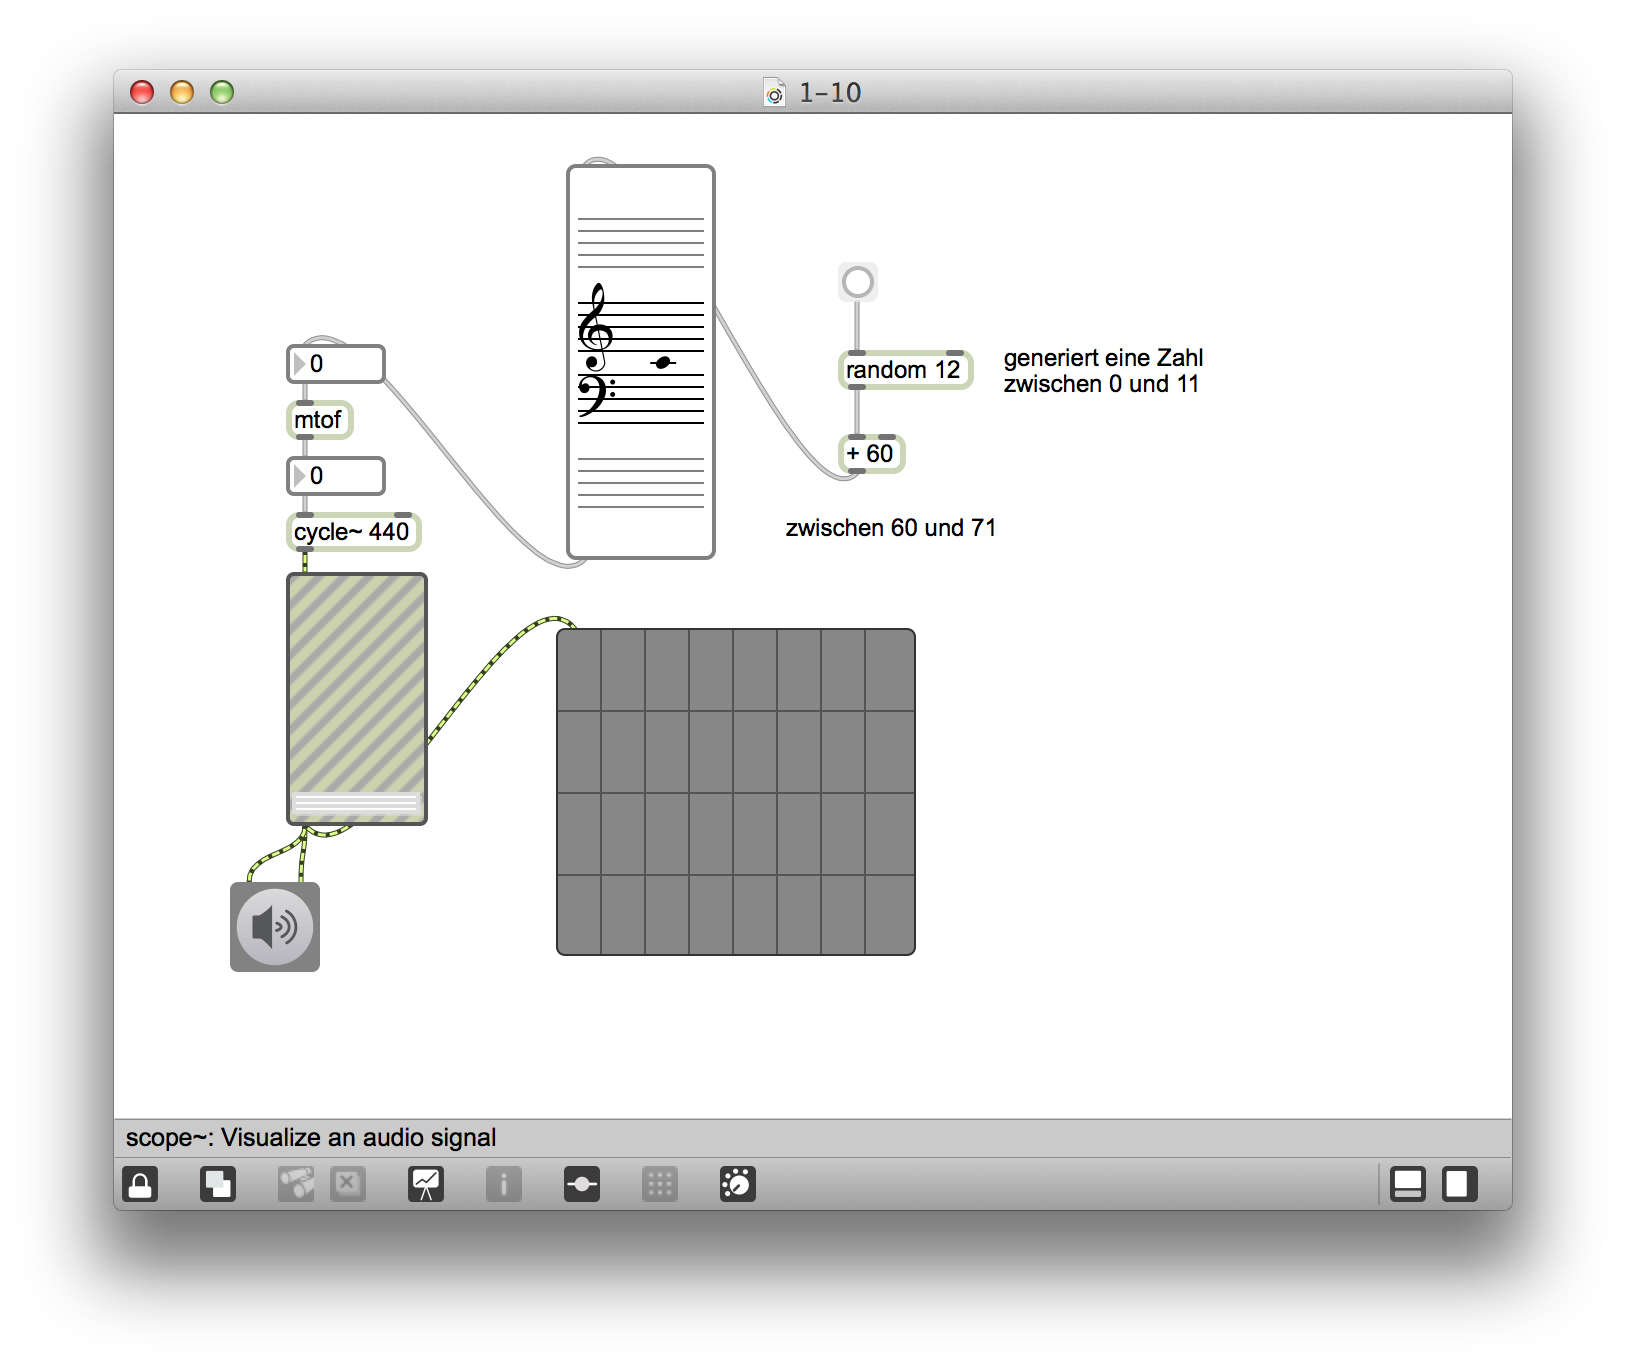 1-10
0
mtof
0
cycle~ 440
random 12
+ 60
generiert eine Zahl
zwischen 0 und 11
zwischen 60 und 71
scope~: Visualize an audio signal